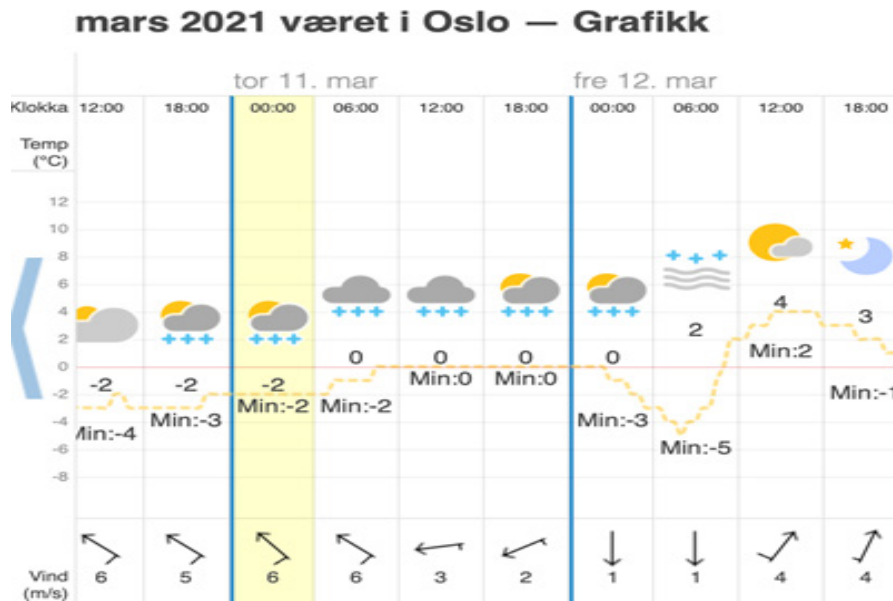 mars 2021 været i Oslo — Grafikk
tor 11. mar fre 12. mar
Klokka 12:00 18:00 00:00 06:00 12:00 18:00 00:00 06:00 12:00 18:00
Temp
(°C)
12
10
8
6
4 4
2 2 3
0 0 0 0 0
-2 -2 -2 -2
Min:-4 Min:-3 Min:-2 Min:-2 Min:0 Min:0 Min:-3 Min:-5 Min:2 Min:-1
-4
-6
-8
Vind 6 5 6 6 3 2 1 1 4 4
(m/s)